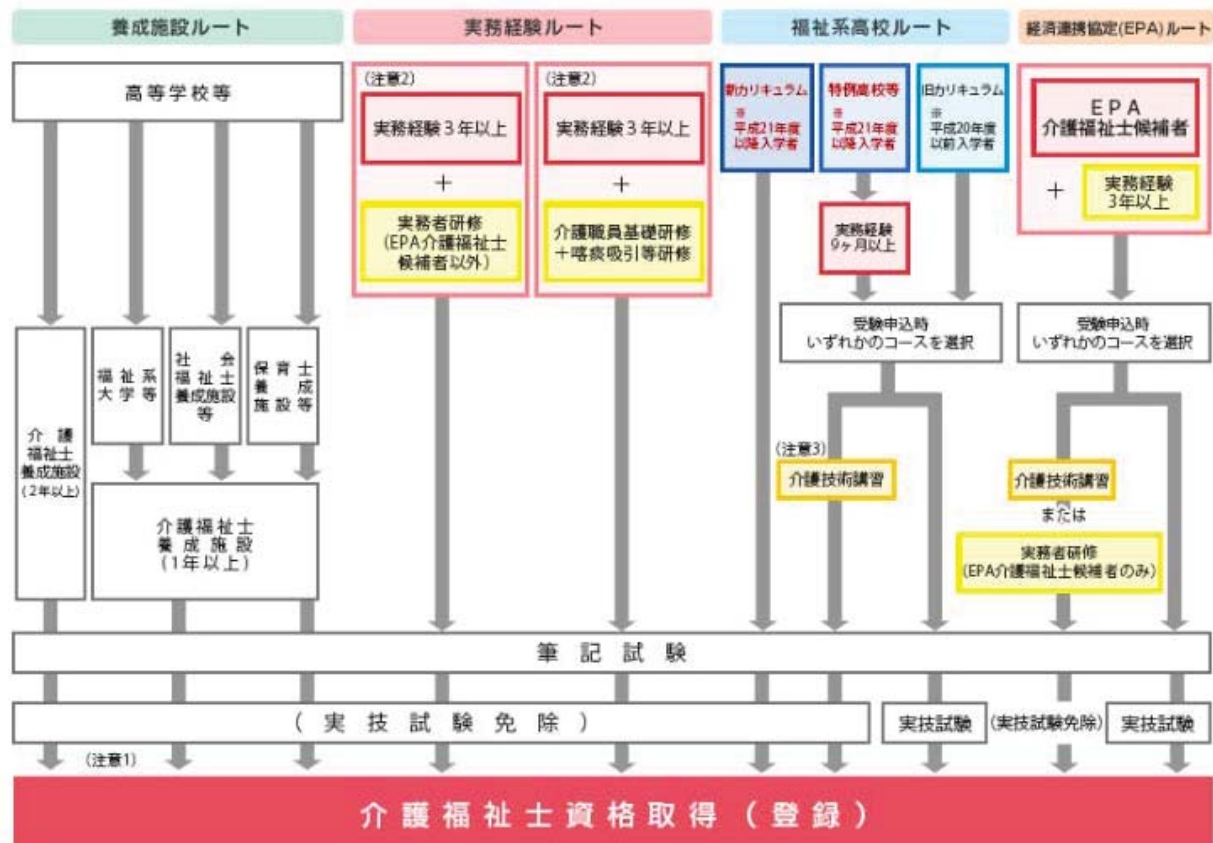 養成施設ルート
実務経験ルート
福祉系高校ルート
経済連携協定(EPA)ルート
高等学校等
(注意2)
実務経験3年以上
+
実務者研修
(EPA介護福祉士
候補者以外)
(注意2)
実務経験3年以上
+
介護職員基礎研修
+喀痰吸引等研修
新カリキュラム
※
平成21年度
以降入学者
特例高校等
※
平成21年度
以降入学者
旧カリキュラム
※
平成20年度
以前入学者
EPA
介護福祉士候補者
+
実務経験
3年以上
実務経験
9ヶ月以上
受験申込時
いずれかのコースを選択
受験申込時
いずれかのコースを選択
介護
福祉士
養成施設
(2年以上)
福祉系
大学等
社会
福祉士
養成施設
等
保育士
養成
施設等
介護福祉士
養成施設
(1年以上)
(注意3)
介護技術講習
介護技術講習
または
実務者研修
(EPA介護福祉士候補者のみ)
筆記試験
(実技試験免除)
実技試験
(実技試験免除)
実技試験
(注意1)
介護福祉士資格取得(登録)